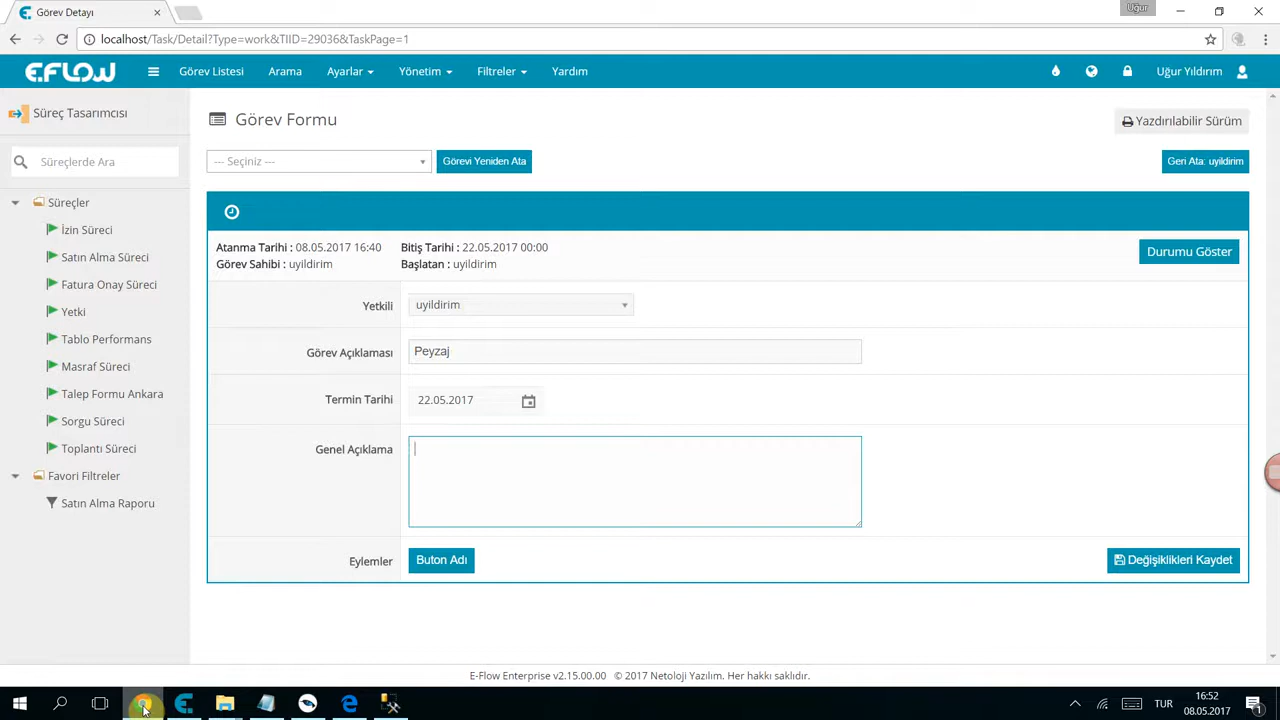 Görev Detayı
Uğur
localhost/Task/Detail?Type=work&TIID=29036&TaskPage=1
E-FLOW
Görev Listesi
Arama
Ayarlar
Yönetim
Filtreler
Yardım
Uğur Yıldırım
Süreç Tasarımcısı
Süreçlerde Ara
Süreçler
İzin Süreci
Satın Alma Süreci
Fatura Onay Süreci
Yetki
Tablo Performans
Masraf Süreci
Talep Formu Ankara
Sorgu Süreci
Toplantı Süreci
Favori Filtreler
Satın Alma Raporu
Görev Formu
Yazdırılabilir Sürüm
--- Seçiniz ---
Görevi Yeniden Ata
Geri Ata: uyildirim
Atanma Tarihi : 08.05.2017 16:40
Bitiş Tarihi : 22.05.2017 00:00
Görev Sahibi : uyildirim
Başlatan : uyildirim
Durumu Göster
Yetkili
uyildirim
Görev Açıklaması
Peyzaj
Termin Tarihi
22.05.2017
Genel Açıklama
Eylemler
Buton Adı
Değişiklikleri Kaydet
E-Flow Enterprise v2.15.00.00 © 2017 Netoloji Yazılım. Her hakkı saklıdır.
TUR
16:52
08.05.2017
1